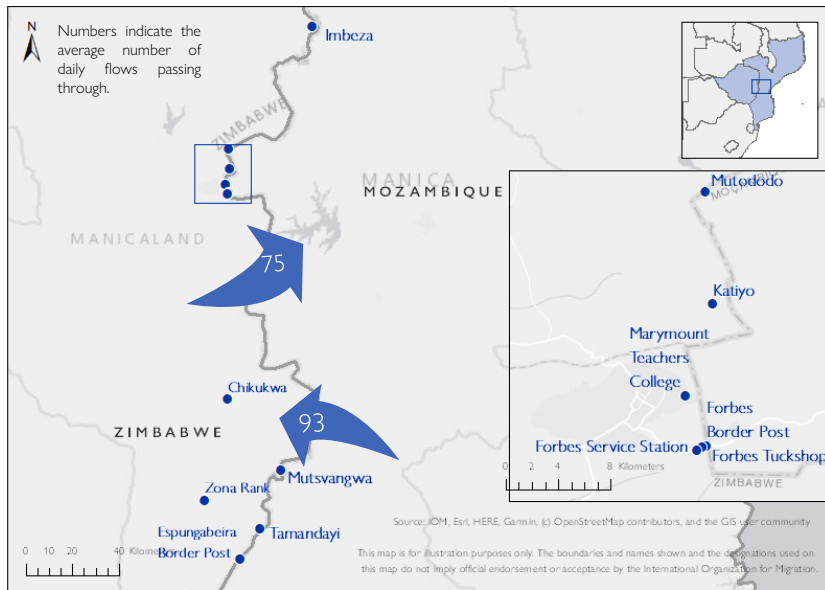 N
Numbers indicate the
average number of
daily flows passing
through.
Imbeza
ZIMBABWE
MANICA
MOZAMBIQUE
MANICALAND
75
Chikukwa
93
ZIMBABWE
Mutsvangwa
Zona Rank
Espungabeira
Border Post
Tamandayi
0 20 40 Kilometers
Mutododo
Katiyo
Marymount
Teachers
College
Forbes
Border Post
Forbes Service Station
Forbes Tuckshop
0 2 4 8 Kilometers
ZIMBABWE
Source: IOM, Esri, HERE, Garmin, (c) OpenStreetMap contributors, and the GIS user community
This map is for illustration purposes only. The boundaries and names shown and the designations used on
this map do not imply official endorsement or acceptance by the International Organization for Migration.